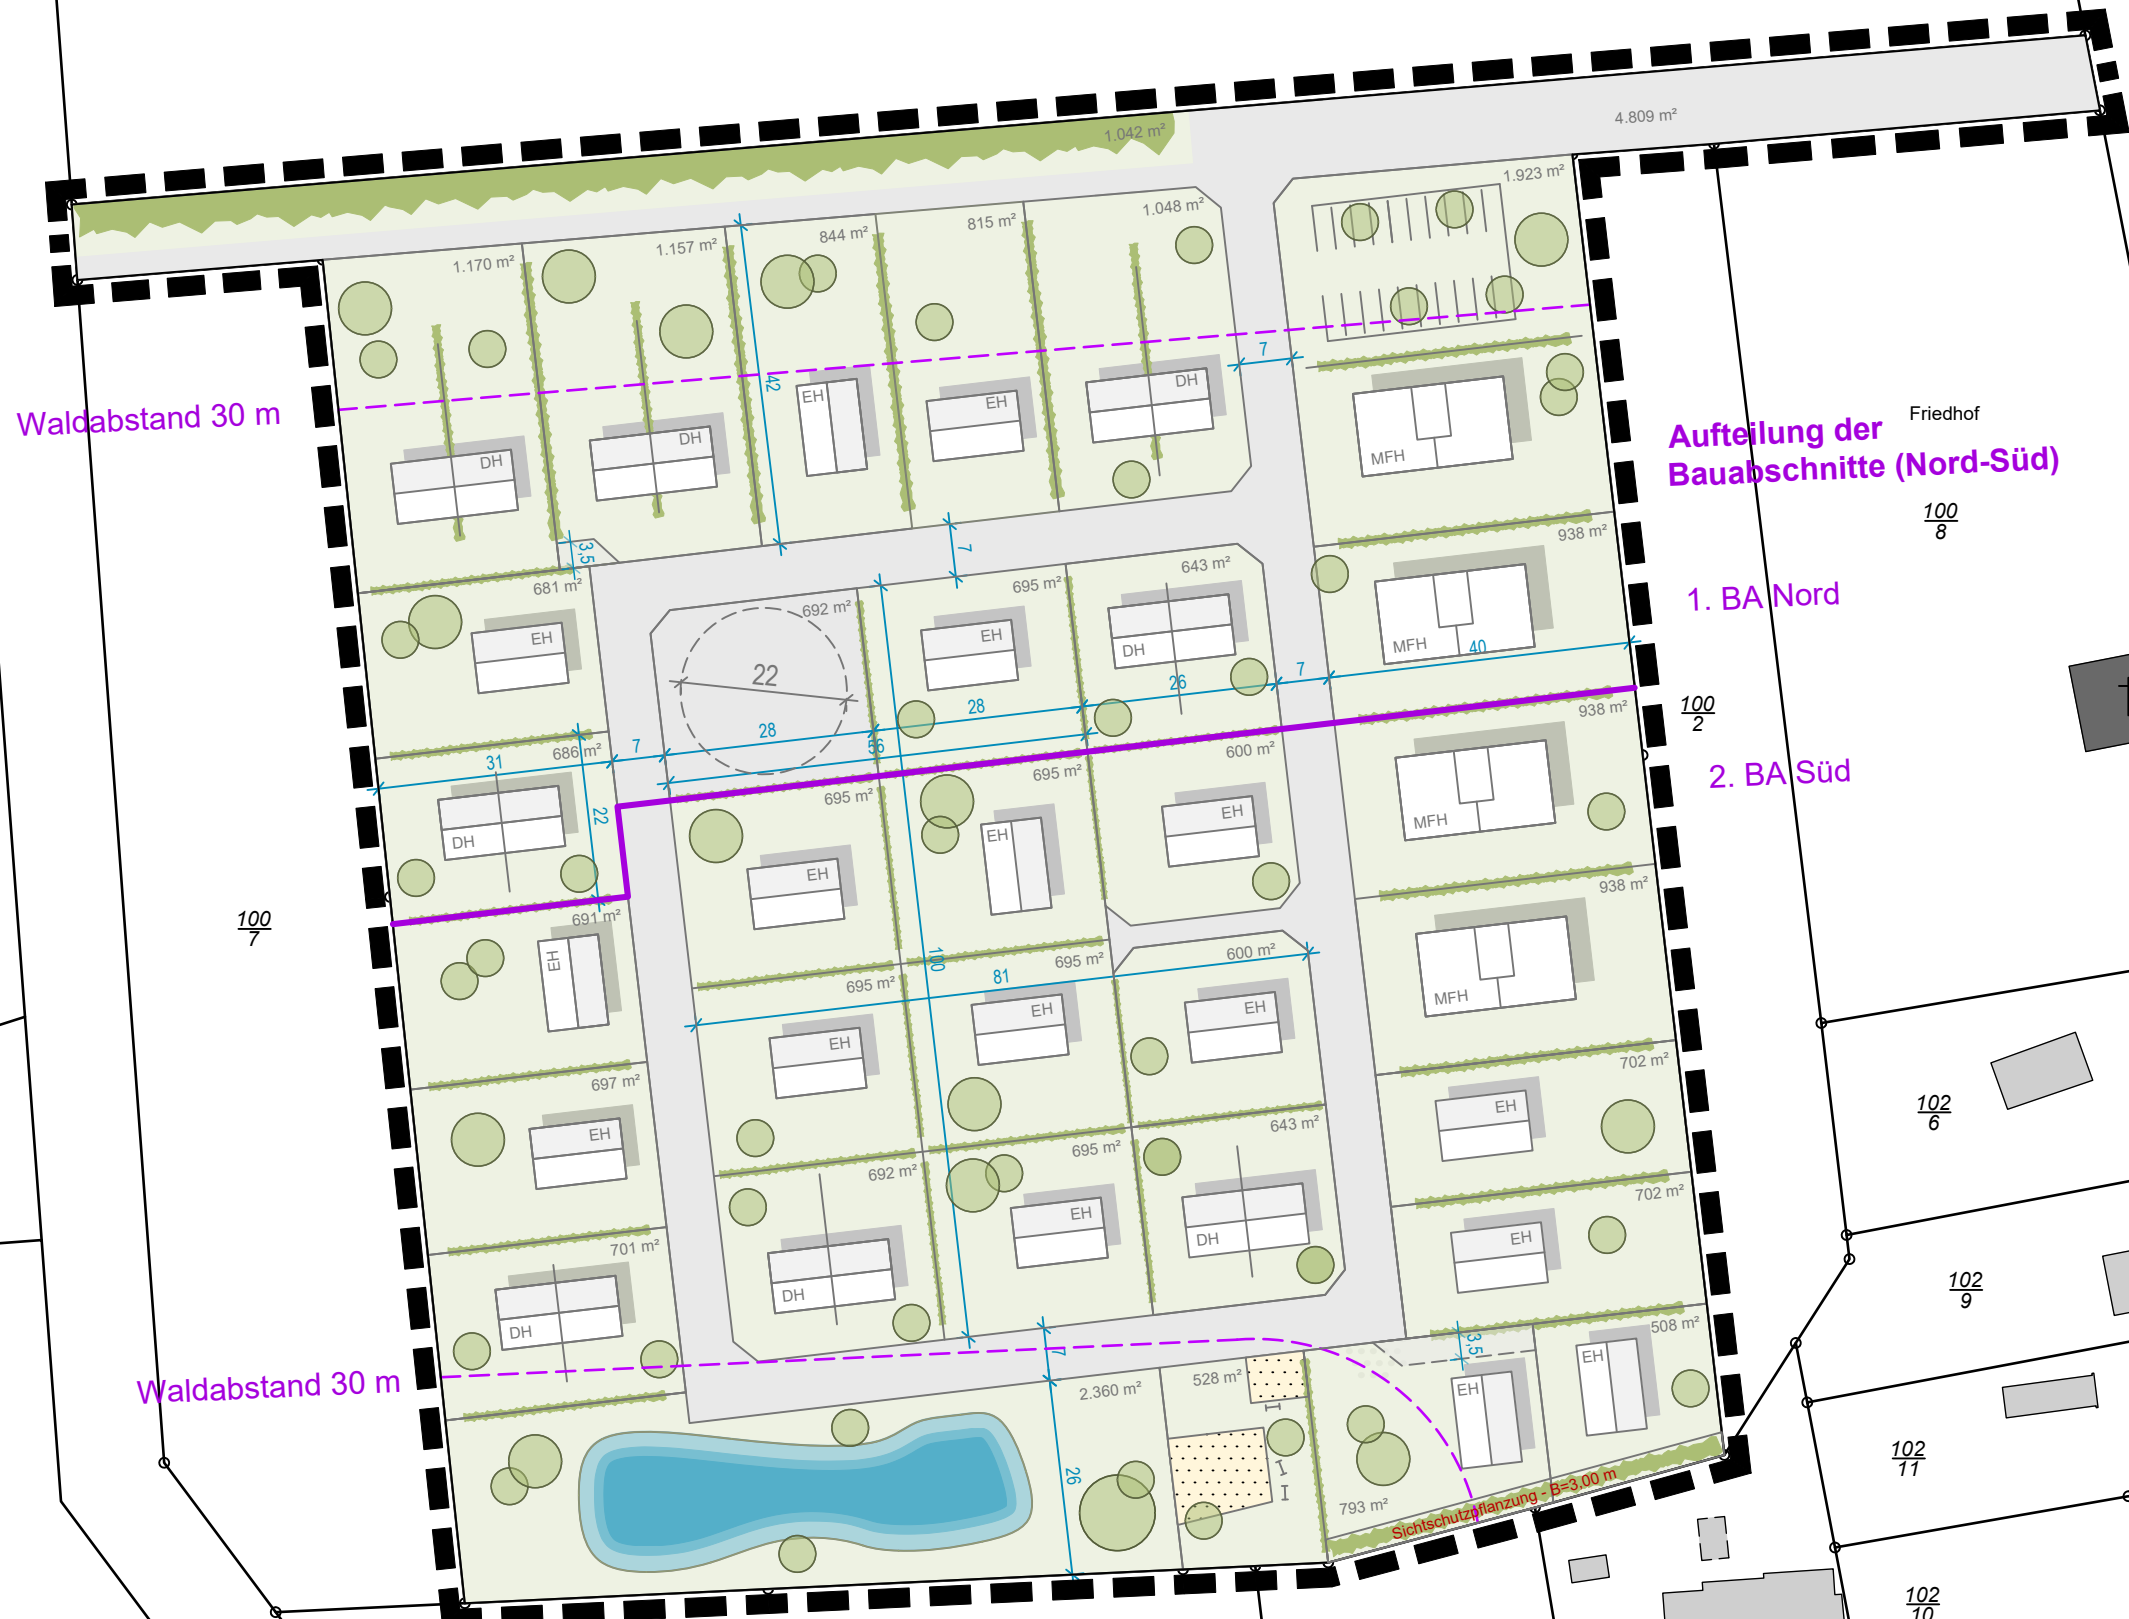 1.042 m²
4.809 m²
1.923 m²
1.048 m²
815 m²
844 m²
1.157 m²
1.170 m²
42
7
Waldabstand 30 m
EH
EH
DH
DH
DH
MFH
Aufteilung der
Bauabschnitte (Nord-Süd)
Friedhof
100
8
3,5
7
938 m²
681 m²
692 m²
695 m²
643 m²
EH
EH
DH
MFH
1. BA Nord
22
40
7
26
28
28
56
7
31
686 m²
22
DH
938 m²
100
2
600 m²
695 m²
695 m²
2. BA Süd
EH
EH
EH
MFH
938 m²
691 m²
100
7
EH
100
81
600 m²
695 m²
695 m²
EH
EH
EH
MFH
702 m²
697 m²
EH
EH
102
6
643 m²
695 m²
692 m²
702 m²
701 m²
EH
DH
DH
EH
DH
102
9
508 m²
3,5
7
Waldabstand 30 m
2.360 m²
528 m²
EH
EH
26
793 m²
Sichtschutzpflanzung - B=3,00 m
102
11
102
10